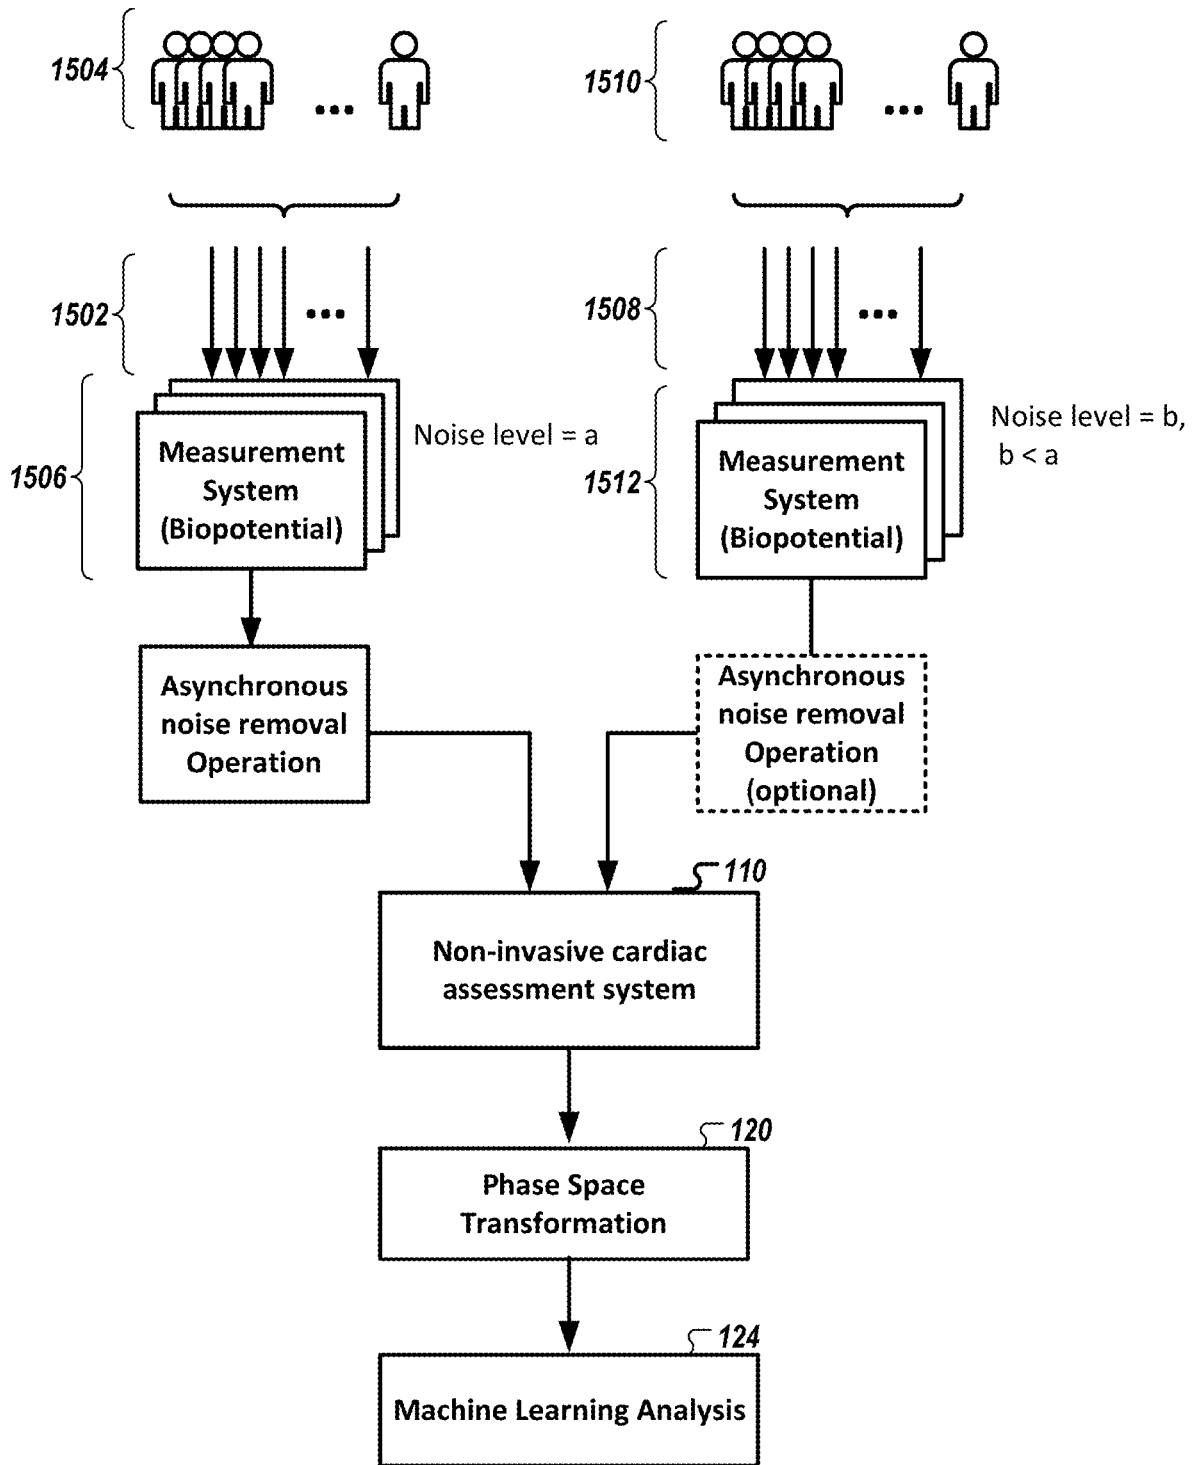 1504
1510
1502
1508
1506
Measurement
System
(Biopotential)
Noise level = a
1512
Measurement
System
(Biopotential)
Noise level = b,
b < a
Asynchronous
noise removal
Operation
Asynchronous
noise removal
Operation
(optional)
110
Non-invasive cardiac
assessment system
120
Phase Space
Transformation
124
Machine Learning Analysis